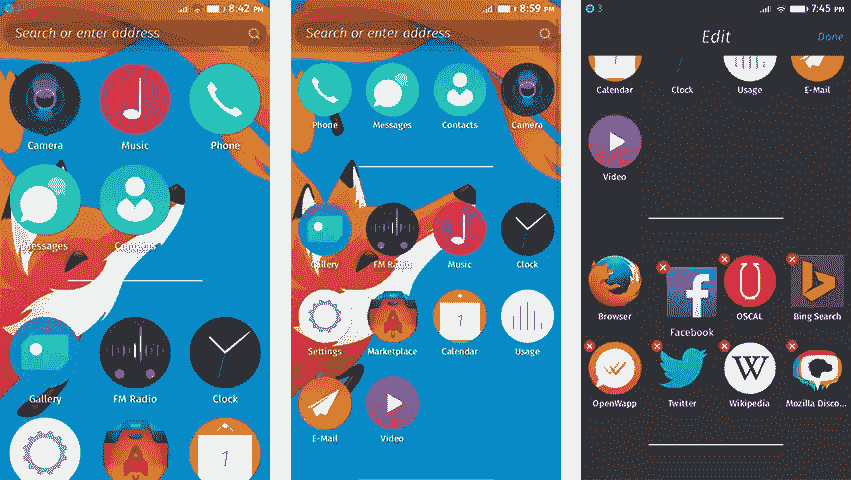 8:42 PM
Search or enter address
Camera Music Phone
Messages Contacts
Gallery FM Radio Clock
1
8:59 PM
Search or enter address
Phone Messages Contacts Camera
Gallery FM Radio Music Clock
1
Settings Marketplace Calendar Usage
E-Mail Video
3 7:45 PM
Edit Done
Calendar Clock Usage E-Mail
Video
Browser Facebook OSCAL Bing Search
OpenWapp Twitter Wikipedia Mozilla Disco...